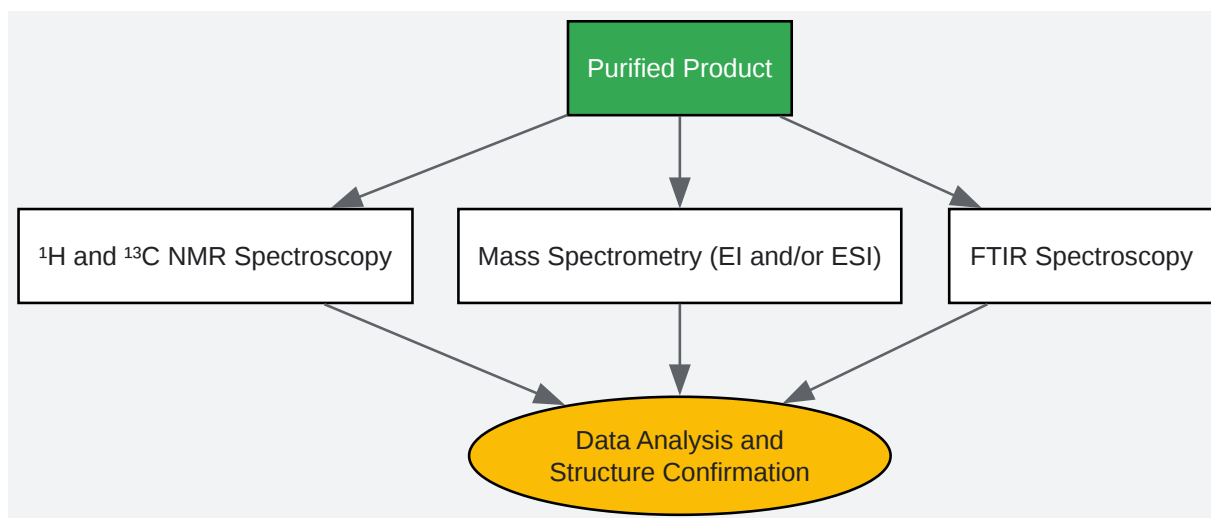 Purified Product
¹H and ¹³C NMR Spectroscopy
Mass Spectrometry (EI and/or ESI)
FTIR Spectroscopy
Data Analysis and
Structure Confirmation